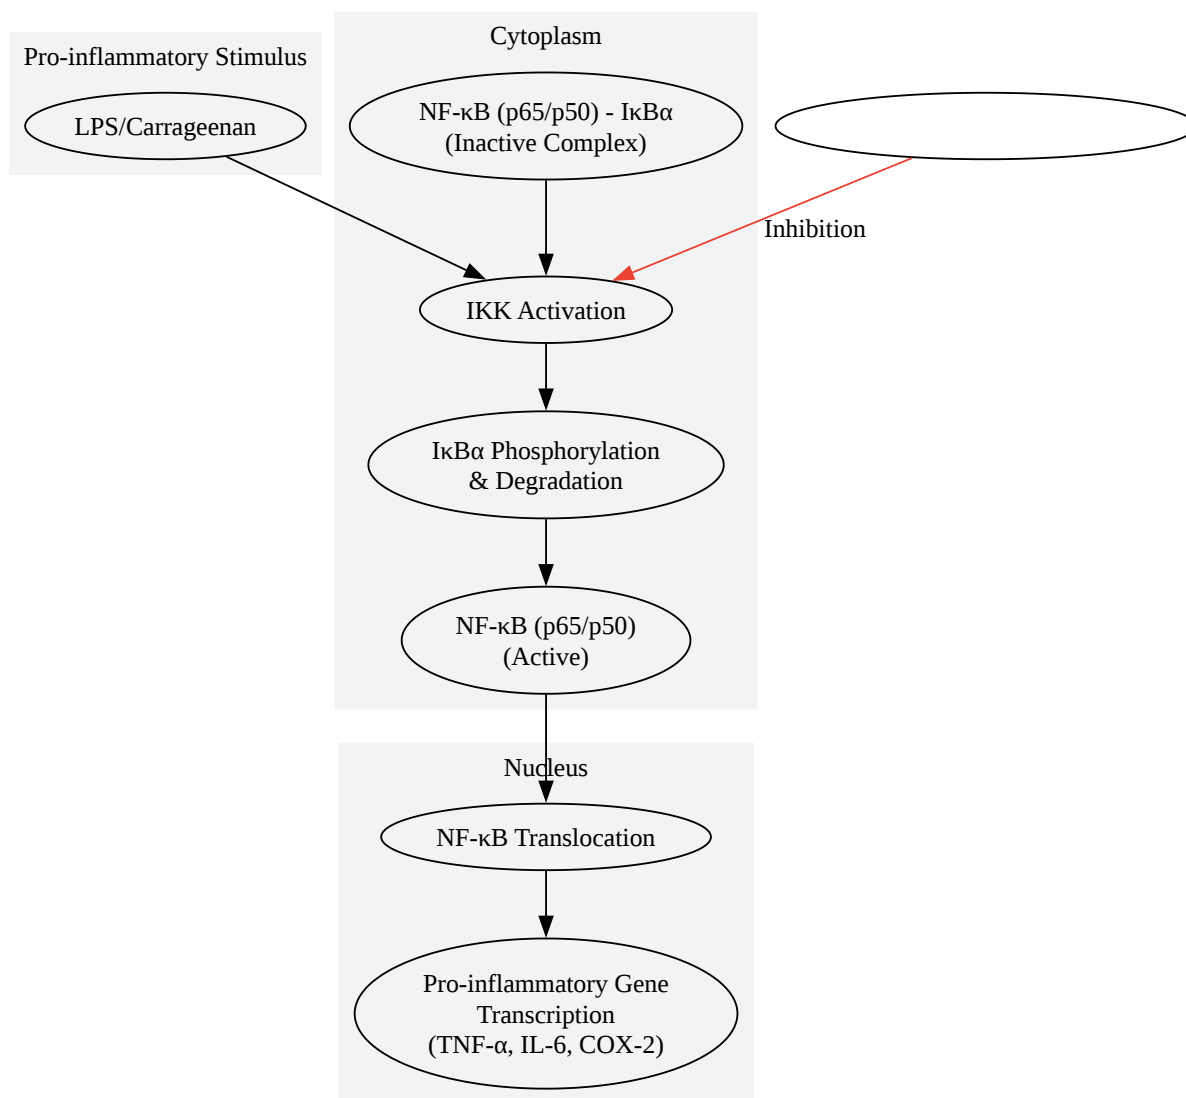 Pro-inflammatory Stimulus
LPS/Carrageenan
Cytoplasm
NF-κB (p65/p50) - IκBα
(Inactive Complex)
Inhibition
IKK Activation
IκBα Phosphorylation
& Degradation
NF-κB (p65/p50)
(Active)
Nucleus
NF-κB Translocation
Pro-inflammatory Gene
Transcription
(TNF-α, IL-6, COX-2)